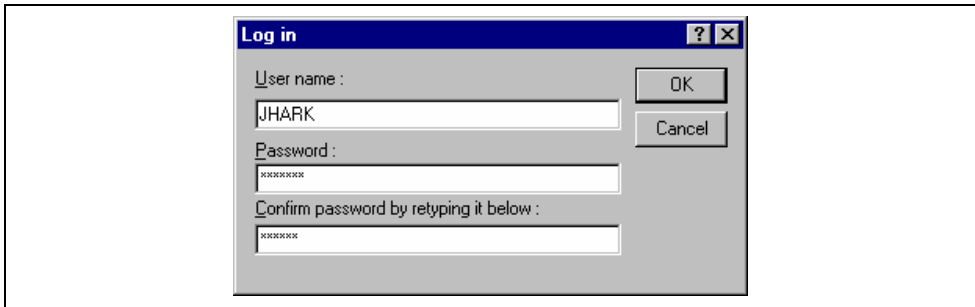 Log in
User name :
OK
JHARK
Cancel
Password :
*******
Confirm password by retyping it below :
******